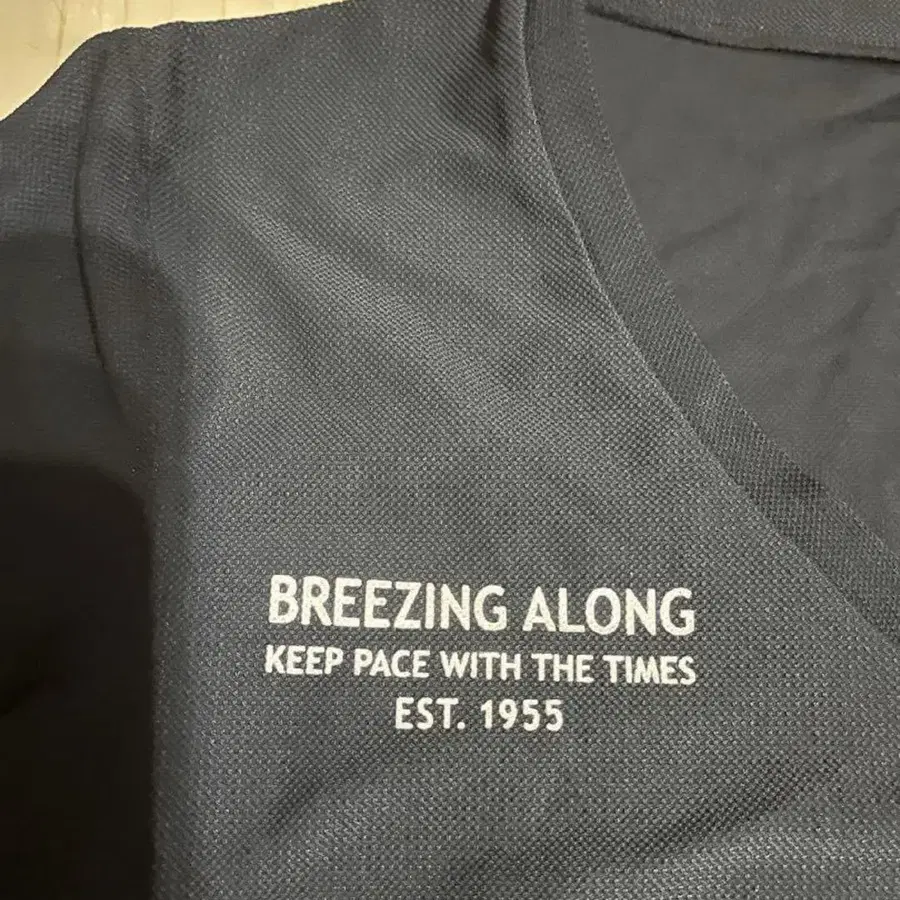 BREEZING ALONG
KEEP PACE WITH THE TIMES
EST. 1955